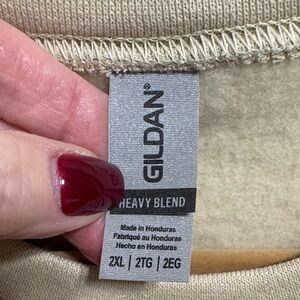 GILDAN®
HEAVY BLEND
Made in Honduras
Fabriqué au Honduras
Hecho en Honduras
2XL | 2TG | 2EG